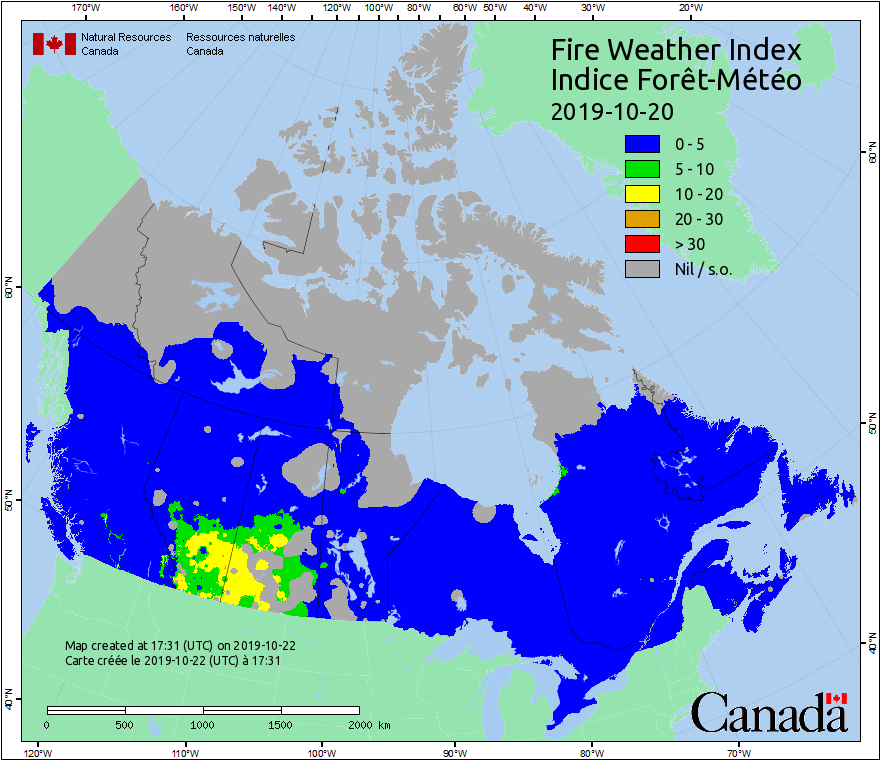 170°W 160°W 150°W 140°W 130°W 120°W 110°W 100°W 90°W 80°W 70°W 60°W 50°W 40°W 30°W 20°W
Natural Resources Canada
Ressources naturelles Canada
Fire Weather Index
Indice Forêt-Météo
2019-10-20
0 - 5
5 - 10
10 - 20
20 - 30
> 30
Nil / s.o.
60°N
60°N
50°N
50°N
40°N
40°N
Map created at 17:31 (UTC) on 2019-10-22
Carte créée le 2019-10-22 (UTC) à 17:31
0 500 1000 1500 2000 km
Canada
120°W 110°W 100°W 90°W 80°W 70°W